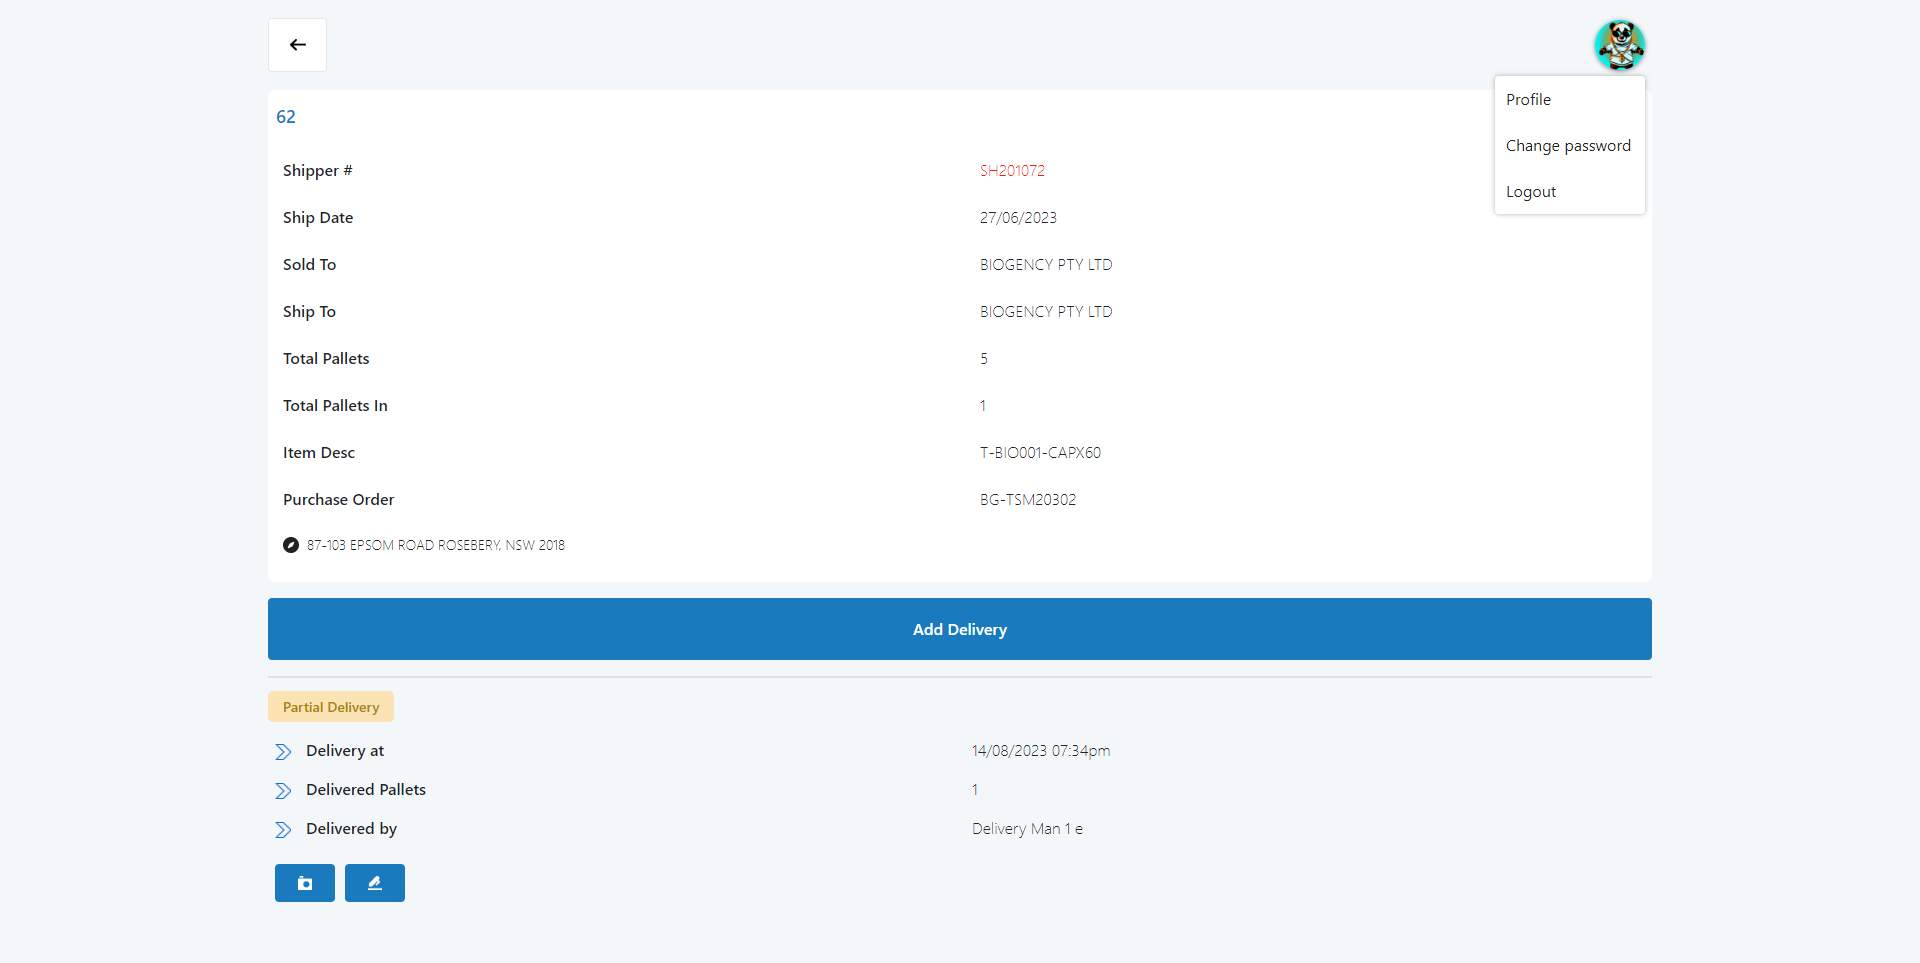 Profile
Change password
Logout
62
Shipper # SH201072
Ship Date 27/06/2023
Sold To BIOGENCY PTY LTD
Ship To BIOGENCY PTY LTD
Total Pallets 5
Total Pallets In 1
Item Desc T-BIO001-CAPX60
Purchase Order BG-TSM20302
87-103 EPSOM ROAD ROSEBERY, NSW 2018
Add Delivery
Partial Delivery
Delivery at 14/08/2023 07:34pm
Delivered Pallets 1
Delivered by Delivery Man 1 e